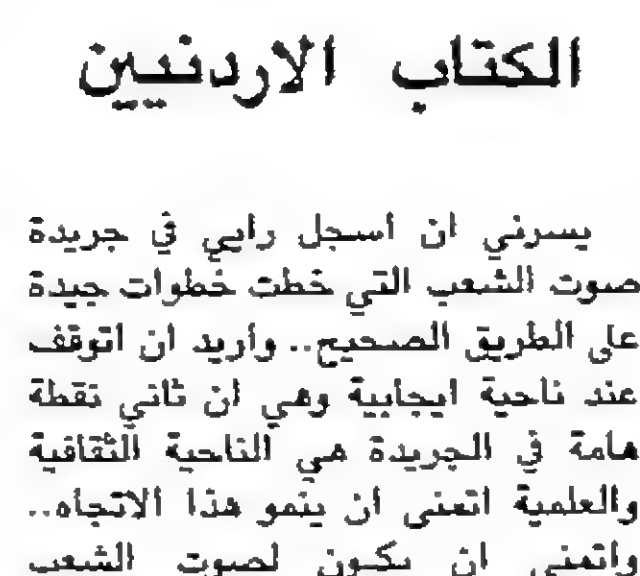 الكتاب الاردنيين
يسرني ان اسجل رايي في جريدة
صوت الشعب التي خطت خطوات جيدة
على الطريق الصحيح.. واريد ان اتوقف
عند ناحية ايجابية وهي ان ثاني نقطة
هامة في الجريدة هي الناحية الثقافية
والعلمية اتمنى ان ينمو هذا الاتجاه..
واتمنى ان يكون لصوت الشعب